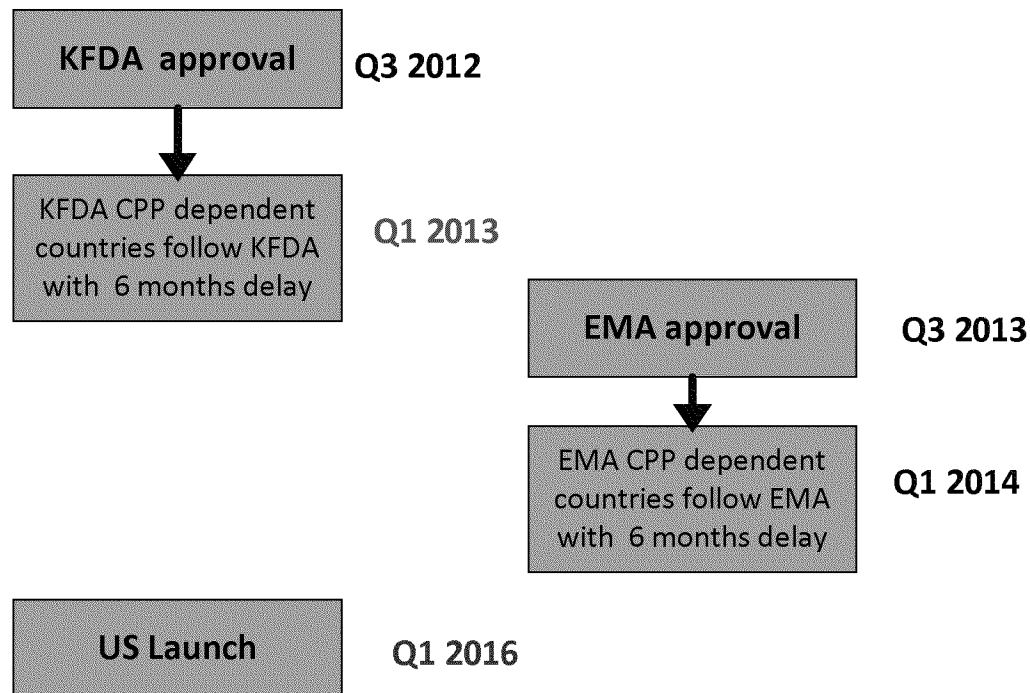 KFDA approval
Q3 2012
KFDA CPP dependent
countries follow KFDA
with 6 months delay
Q1 2013
EMA approval
Q3 2013
EMA CPP dependent
countries follow EMA
with 6 months delay
Q1 2014
US Launch
Q1 2016